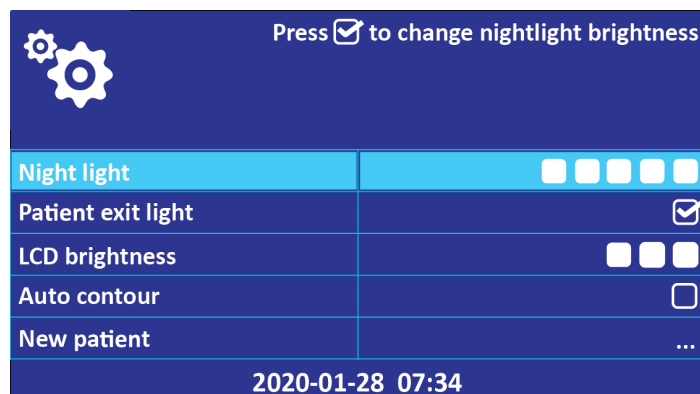 Press ☑ to change nightlight brightness
Night light
Patient exit light
LCD brightness
Auto contour
New patient ...
2020-01-28 07:34